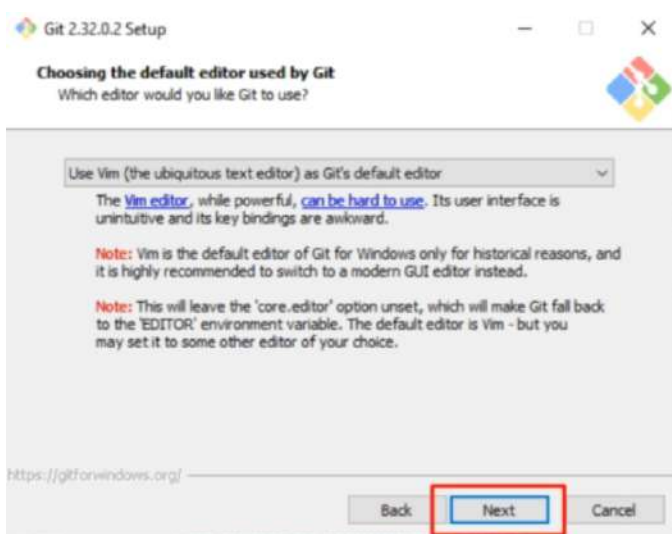 Git 2.32.0.2 Setup
Choosing the default editor used by Git
Which editor would you like Git to use?
Use Vim (the ubiquitous text editor) as Git's default editor
The Vim editor, while powerful, can be hard to use. Its user interface is
unintuitive and its key bindings are awkward.
Note: Vim is the default editor of Git for Windows only for historical reasons, and
it is highly recommended to switch to a modern GUI editor instead.
Note: This will leave the 'core.editor' option unset, which will make Git fall back
to the 'EDITOR' environment variable. The default editor is Vim - but you
may set it to some other editor of your choice.
https://gitforwindows.org/
Back Next Cancel